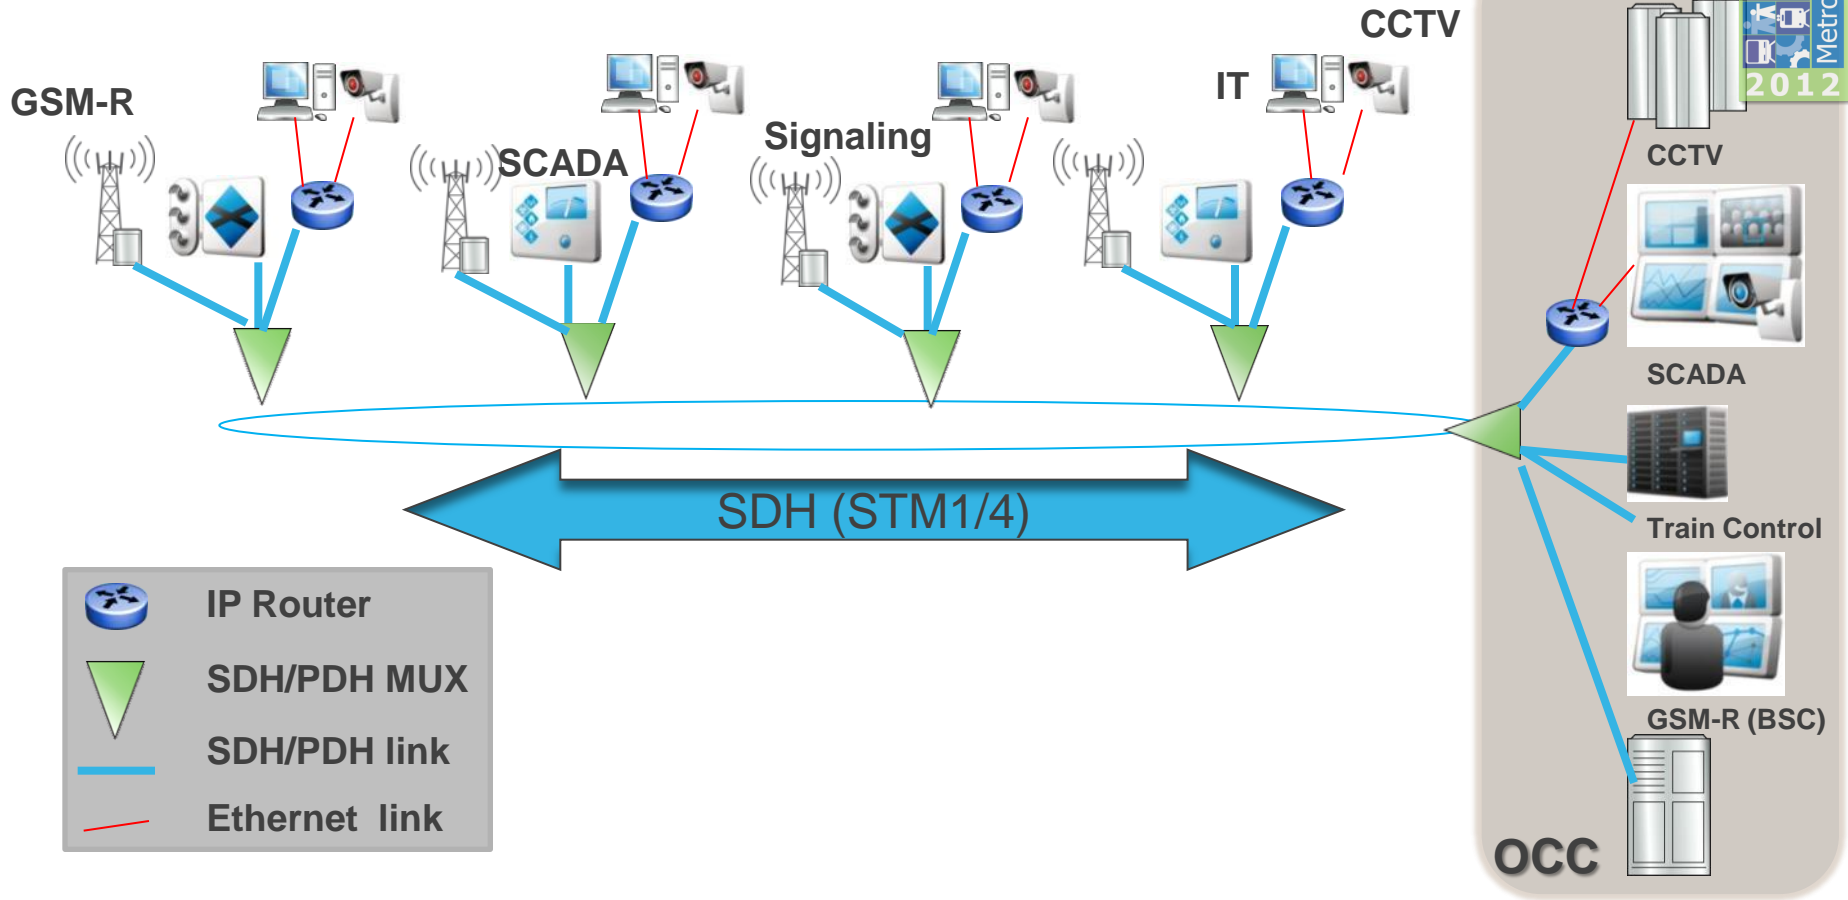 CCTV
IT
GSM-R
Signaling
SCADA
Metro
2012
CCTV
SCADA
SDH (STM1/4)
Train Control
IP Router
SDH/PDH MUX
SDH/PDH link
Ethernet link
GSM-R (BSC)
OCC